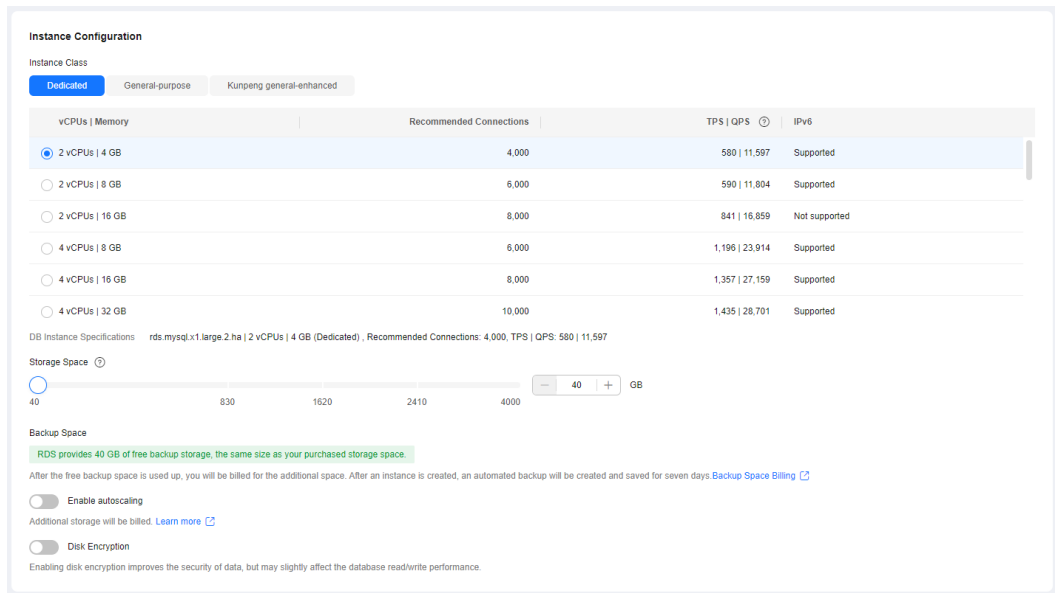 Instance Configuration
Instance Class
Dedicated General-purpose Kunpeng general-enhanced
vCPUs | Memory Recommended Connections TPS | QPS ? IPv6
2 vCPUs | 4 GB 4,000 580 | 11,597 Supported
2 vCPUs | 8 GB 6,000 590 | 11,804 Supported
2 vCPUs | 16 GB 8,000 841 | 16,859 Not supported
4 vCPUs | 8 GB 6,000 1,196 | 23,914 Supported
4 vCPUs | 16 GB 8,000 1,357 | 27,159 Supported
4 vCPUs | 32 GB 10,000 1,435 | 28,701 Supported
DB Instance Specifications rds.mysql.x1.large.2.ha | 2 vCPUs | 4 GB (Dedicated) , Recommended Connections: 4,000, TPS | QPS: 580 | 11,597
Storage Space ?
− 40 + GB
40 830 1620 2410 4000
Backup Space
RDS provides 40 GB of free backup storage, the same size as your purchased storage space.
After the free backup space is used up, you will be billed for the additional space. After an instance is created, an automated backup will be created and saved for seven days.Backup Space Billing
Enable autoscaling
Additional storage will be billed. Learn more
Disk Encryption
Enabling disk encryption improves the security of data, but may slightly affect the database read/write performance.